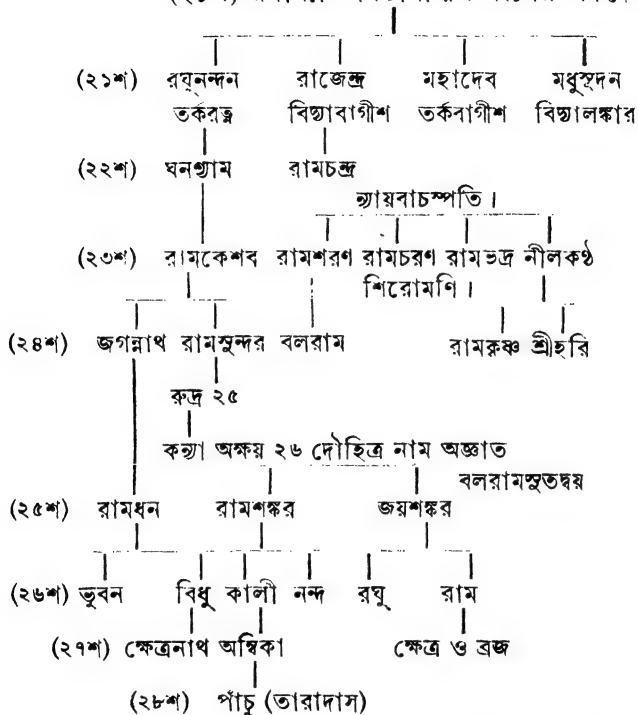 (২১শ) রঘুনন্দন রাজেন্দ্র মহাদেব মধুসূদন
তর্করত্ন বিদ্যাবাগীশ তর্কবাগীশ বিদ্যালঙ্কার
(২২শ) ঘনশ্যাম রামচন্দ্র
ন্যায়বাচস্পতি।
(২৩শ) রামকেশব রামশরণ রামচরণ রামভদ্র নীলকণ্ঠ
শিরোমণি।
(২৪শ) জগন্নাথ রামসুন্দর বলরাম রামকৃষ্ণ শ্রীহরি
রুদ্র ২৫
কন্যা অক্ষয় ২৬ দৌহিত্র নাম অজ্ঞাত
বলরামসুতদ্বয়
(২৫শ) রামধন রামশঙ্কর জয়শঙ্কর
(২৬শ) ভুবন বিধু কালী নন্দ রঘু রাম
(২৭শ) ক্ষেত্রনাথ অম্বিকা ক্ষেত্র ও ব্রজ
(২৮শ) পাঁচু (তারাদাস)